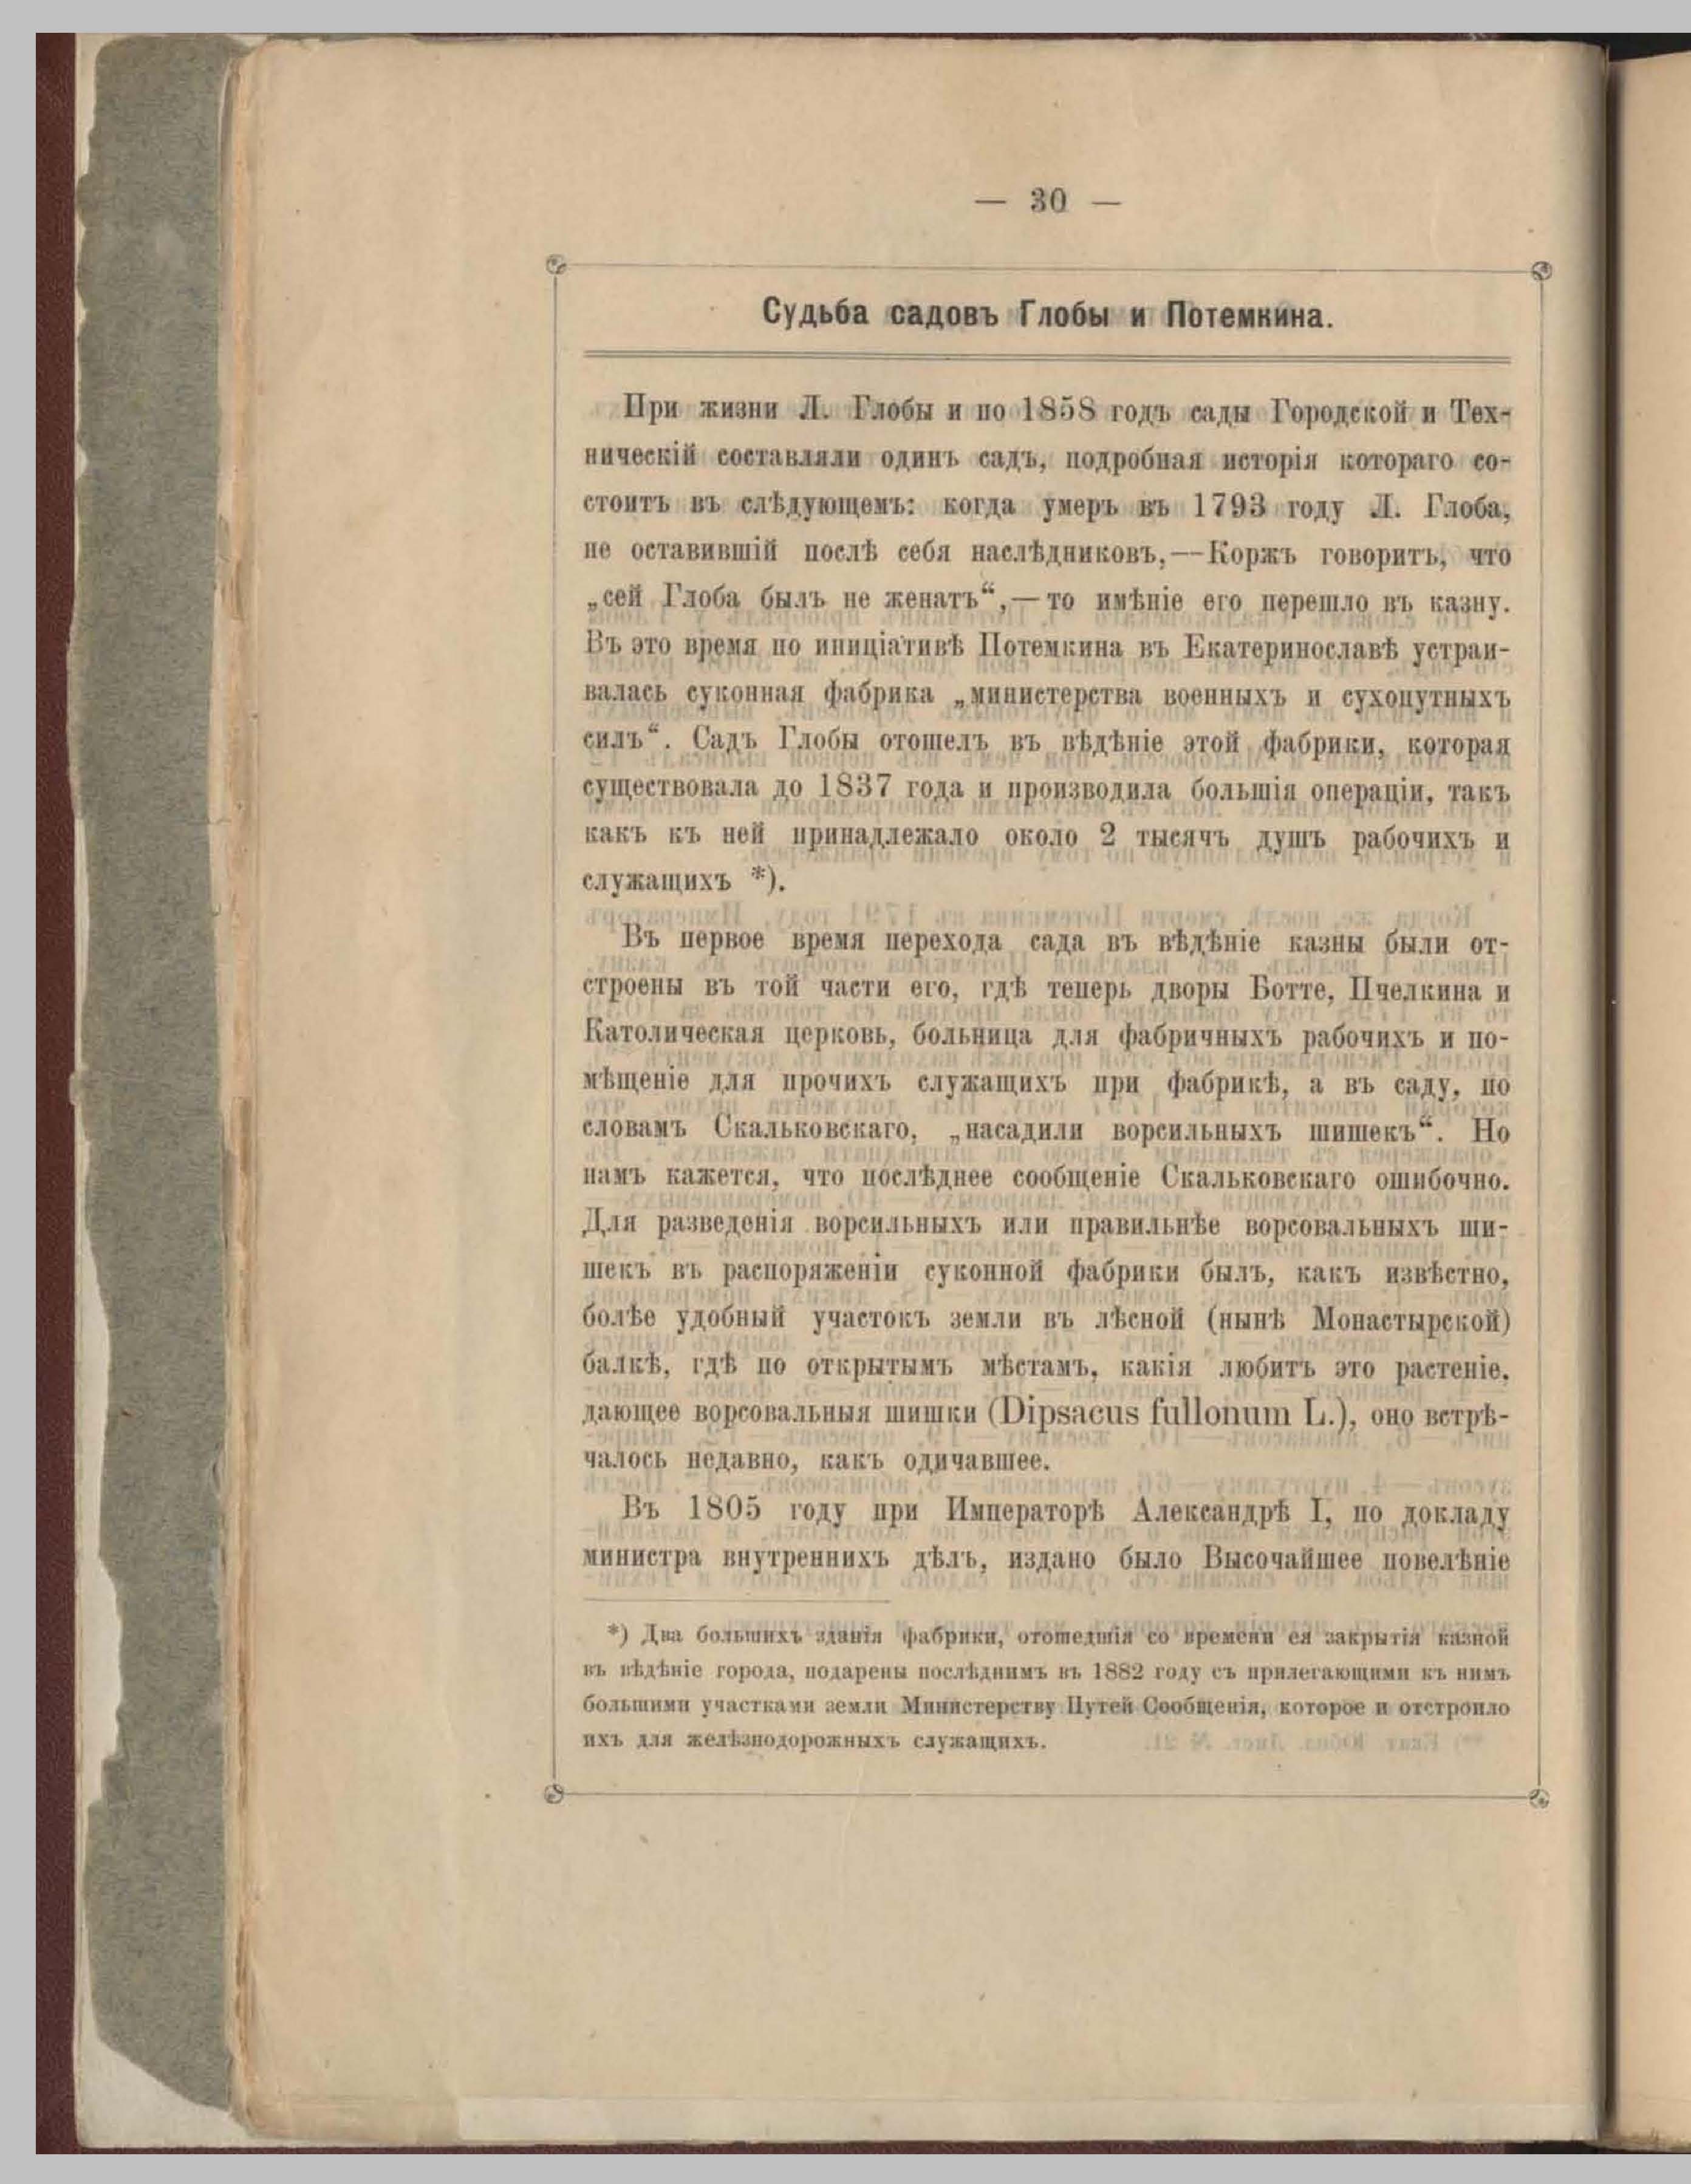 — 30 —
Судьба садовъ Глобы и Потемкина.
При жизни Л. Глобы и по 1858 годъ сады Городской и Тех-
ническій составляли одинъ садъ, подробная исторія котораго со-
стоитъ въ слѣдующемъ: когда умеръ въ 1793 году Л. Глоба,
не оставившій послѣ себя наслѣдниковъ,—Коржъ говоритъ, что
„сей Глоба былъ не женатъ“,—то имѣніе его перешло въ казну.
Въ это время по иниціативѣ Потемкина въ Екатеринославѣ устраи-
валась суконная фабрика „министерства военныхъ и сухопутныхъ
силъ“. Садъ Глобы отошелъ въ вѣдѣніе этой фабрики, которая
существовала до 1837 года и производила большія операціи, такъ
какъ къ ней принадлежало около 2 тысячъ душъ рабочихъ и
служащихъ *).
Въ первое время перехода сада въ вѣдѣніе казны были от-
строены въ той части его, гдѣ теперь дворы Ботте, Пчелкина и
Католическая церковь, больница для фабричныхъ рабочихъ и по-
мѣщеніе для прочихъ служащихъ при фабрикѣ, а въ саду, по
словамъ Скальковскаго, „насадили ворсильныхъ шишекъ“. Но
намъ кажется, что послѣднее сообщеніе Скальковскаго ошибочно.
Для разведенія ворсильныхъ или правильнѣе ворсовальныхъ ши-
шекъ въ распоряженіи суконной фабрики былъ, какъ извѣстно,
болѣе удобный участокъ земли въ лѣсной (нынѣ Монастырской)
балкѣ, гдѣ по открытымъ мѣстамъ, какія любитъ это растеніе,
дающее ворсовальныя шишки (Dipsacus fullonum L.), оно встрѣ-
чалось недавно, какъ одичавшее.
Въ 1805 году при Императорѣ Александрѣ I, по докладу
министра внутреннихъ дѣлъ, издано было Высочайшее повелѣніе
*) Два большихъ зданія фабрики, отошедшія со времени ея закрытія казной
въ вѣдѣніе города, подарены послѣднимъ въ 1882 году съ прилегающими къ нимъ
большими участками земли Министерству Путей Сообщенія, которое и отстроило
ихъ для желѣзнодорожныхъ служащихъ.